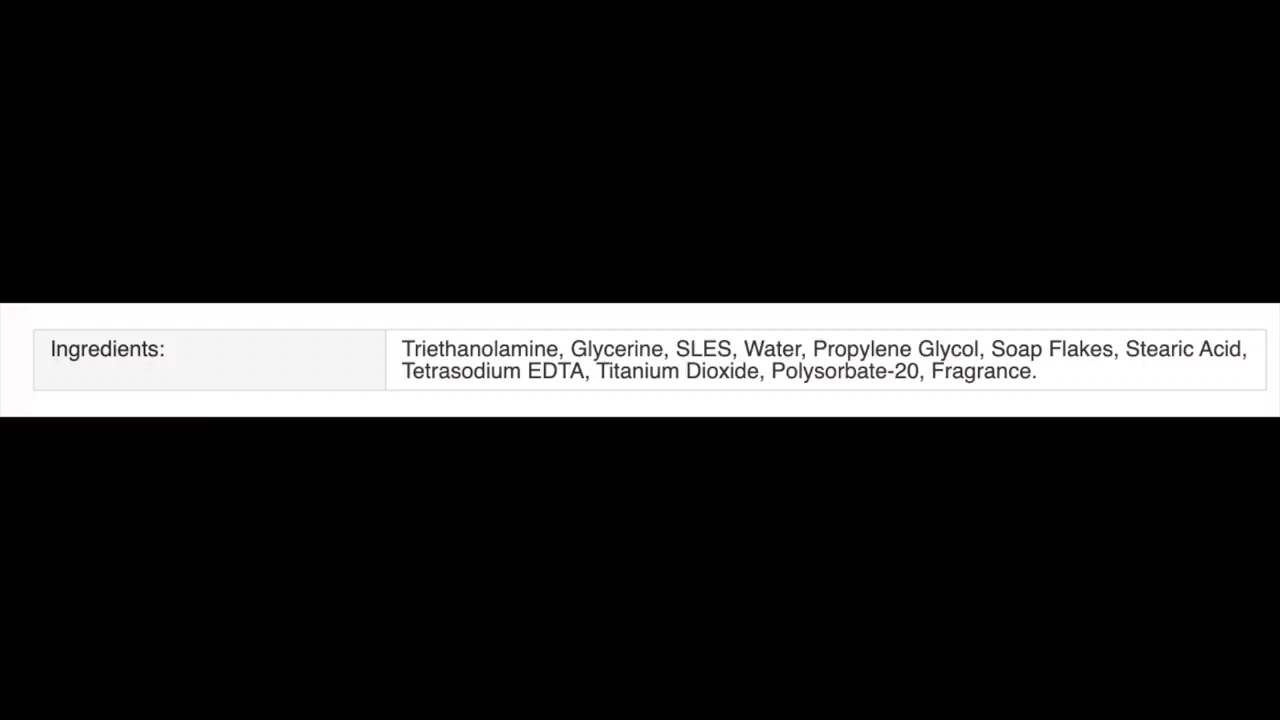 Ingredients:
Triethanolamine, Glycerine, SLES, Water, Propylene Glycol, Soap Flakes, Stearic Acid,
Tetrasodium EDTA, Titanium Dioxide, Polysorbate-20, Fragrance.